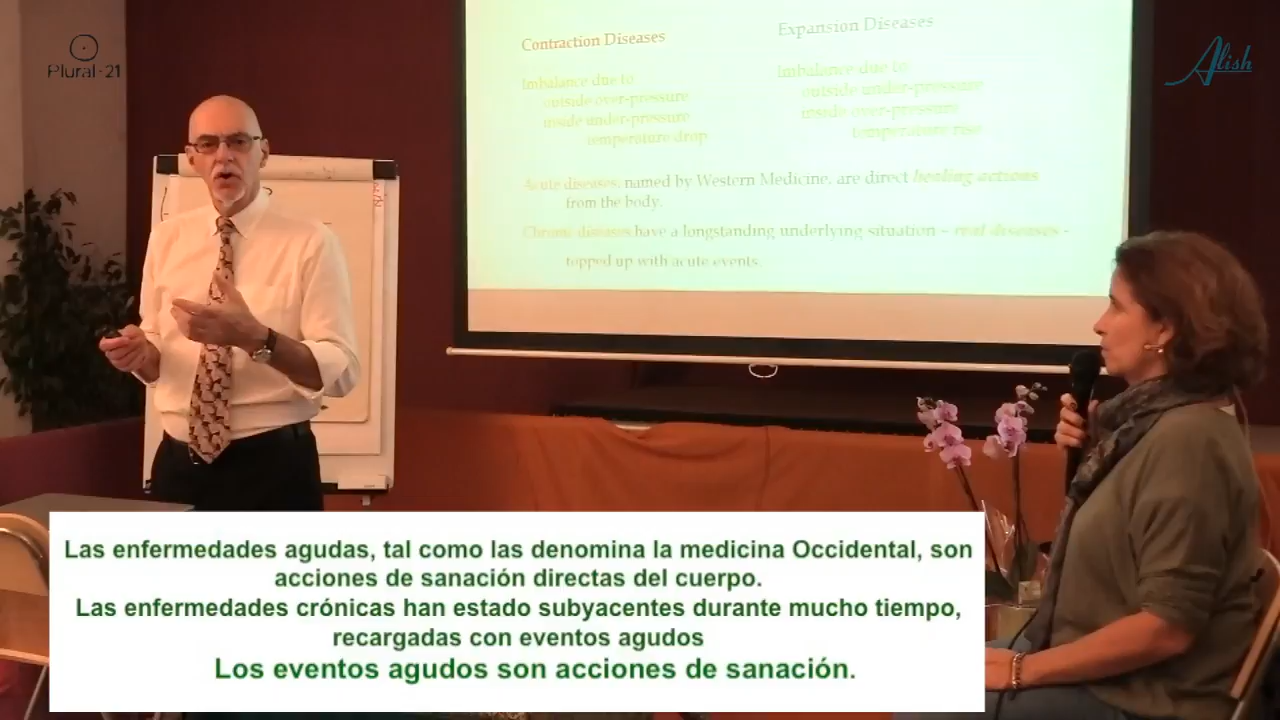 Plural-21
Alish
Contraction Diseases
Imbalance due to
outside over-pressure
inside under-pressure
temperature drop
Expansion Diseases
Imbalance due to
outside under-pressure
inside over-pressure
temperature rise
Acute diseases, named by Western Medicine, are direct healing actions
from the body.
Chronic diseases have a longstanding underlying situation – real diseases -
topped up with acute events.
Las enfermedades agudas, tal como las denomina la medicina Occidental, son
acciones de sanación directas del cuerpo.
Las enfermedades crónicas han estado subyacentes durante mucho tiempo,
recargadas con eventos agudos
Los eventos agudos son acciones de sanación.